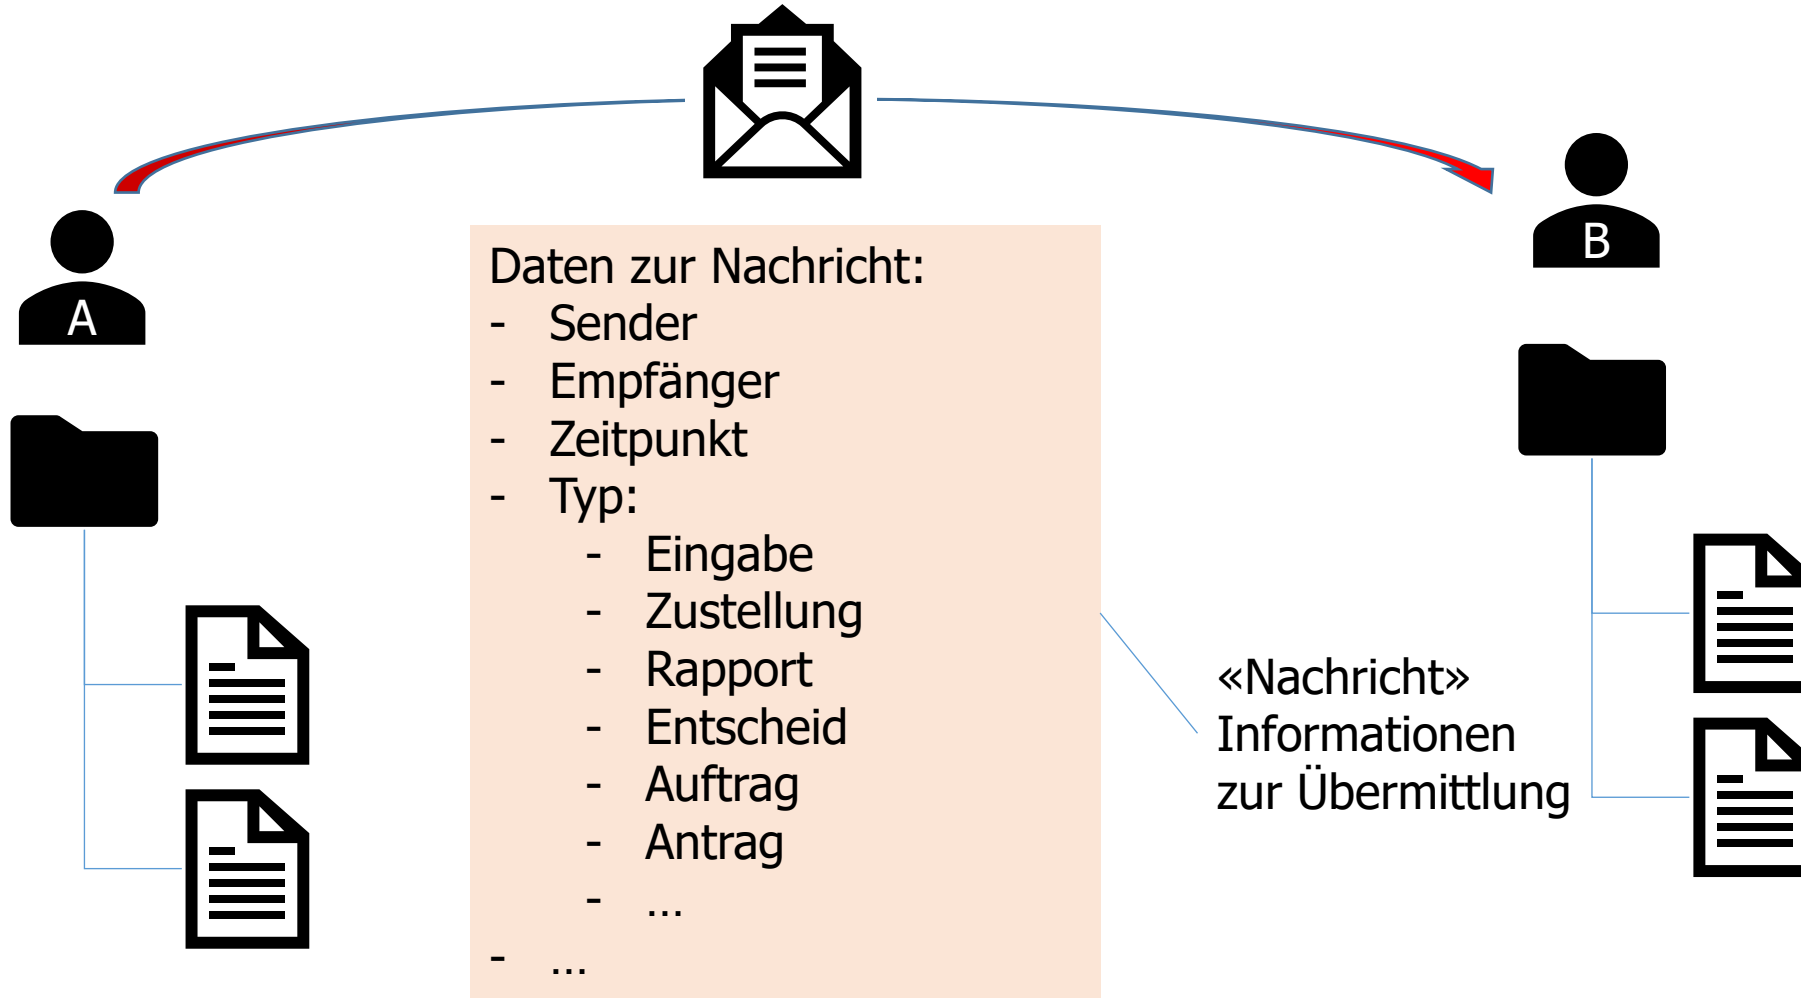 A
B
Daten zur Nachricht:
- Sender
- Empfänger
- Zeitpunkt
- Typ:
- Eingabe
- Zustellung
- Rapport
- Entscheid
- Auftrag
- Antrag
- …
- …
«Nachricht»
Informationen
zur Übermittlung